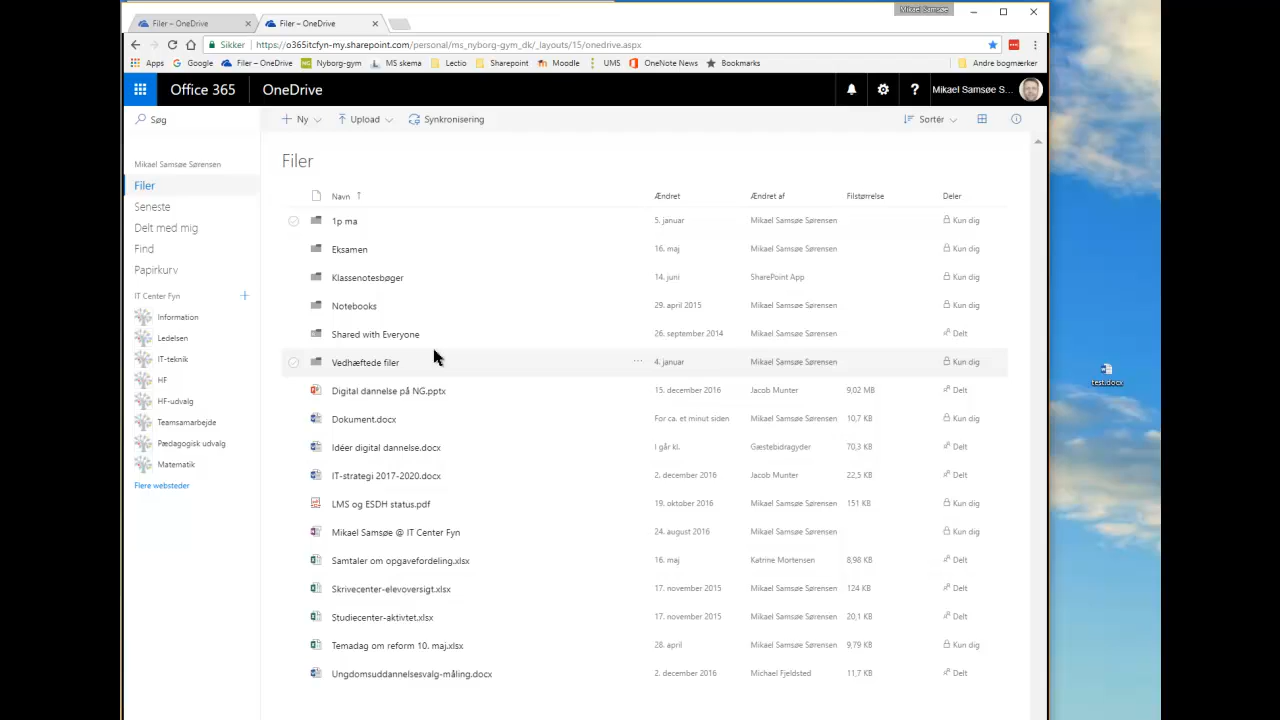 Mikael Samsøe
Filer – OneDrive
Filer – OneDrive
Sikker
https://o365itcfyn-my.sharepoint.com/personal/ms_nyborg-gym_dk/_layouts/15/onedrive.aspx
Apps Google Filer – OneDrive Nyborg-gym MS skema Lectio Sharepoint Moodle UMS OneNote News Bookmarks Andre bogmærker
Office 365 OneDrive ? Mikael Samsøe S...
Søg
Ny Upload Synkronisering Sortér
Mikael Samsøe Sørensen
Filer
Seneste
Delt med mig
Find
Papirkurv
IT Center Fyn
Information
Ledelsen
IT-teknik
HF
HF-udvalg
Teamsamarbejde
Pædagogisk udvalg
Matematik
Flere websteder
Filer
Navn ↑ Ændret Ændret af Filstørrelse Deler
1p ma 5. januar Mikael Samsøe Sørensen Kun dig
Eksamen 16. maj Mikael Samsøe Sørensen Kun dig
Klassenotesbøger 14. juni SharePoint App Kun dig
Notebooks 29. april 2015 Mikael Samsøe Sørensen Kun dig
Shared with Everyone 26. september 2014 Mikael Samsøe Sørensen Delt
Vedhæftede filer ... 4. januar Mikael Samsøe Sørensen Kun dig
Digital dannelse på NG.pptx 15. december 2016 Jacob Munter 9,02 MB Delt
Dokument.docx For ca. et minut siden Mikael Samsøe Sørensen 10,7 KB Kun dig
Idéer digital dannelse.docx I går kl. Gæstebidragyder 70,3 KB Delt
IT-strategi 2017-2020.docx 2. december 2016 Jacob Munter 22,5 KB Delt
LMS og ESDH status.pdf 19. oktober 2016 Mikael Samsøe Sørensen 151 KB Kun dig
Mikael Samsøe @ IT Center Fyn 24. august 2016 Mikael Samsøe Sørensen Kun dig
Samtaler om opgavefordeling.xlsx 16. maj Katrine Mortensen 8,98 KB Delt
Skrivecenter-elevoversigt.xlsx 17. november 2015 Mikael Samsøe Sørensen 124 KB Delt
Studiecenter-aktivtet.xlsx 17. november 2015 Mikael Samsøe Sørensen 20,1 KB Delt
Temadag om reform 10. maj.xlsx 28. april Mikael Samsøe Sørensen 9,79 KB Kun dig
Ungdomsuddannelsesvalg-måling.docx 2. december 2016 Michael Fjeldsted 11,7 KB Delt
test.docx